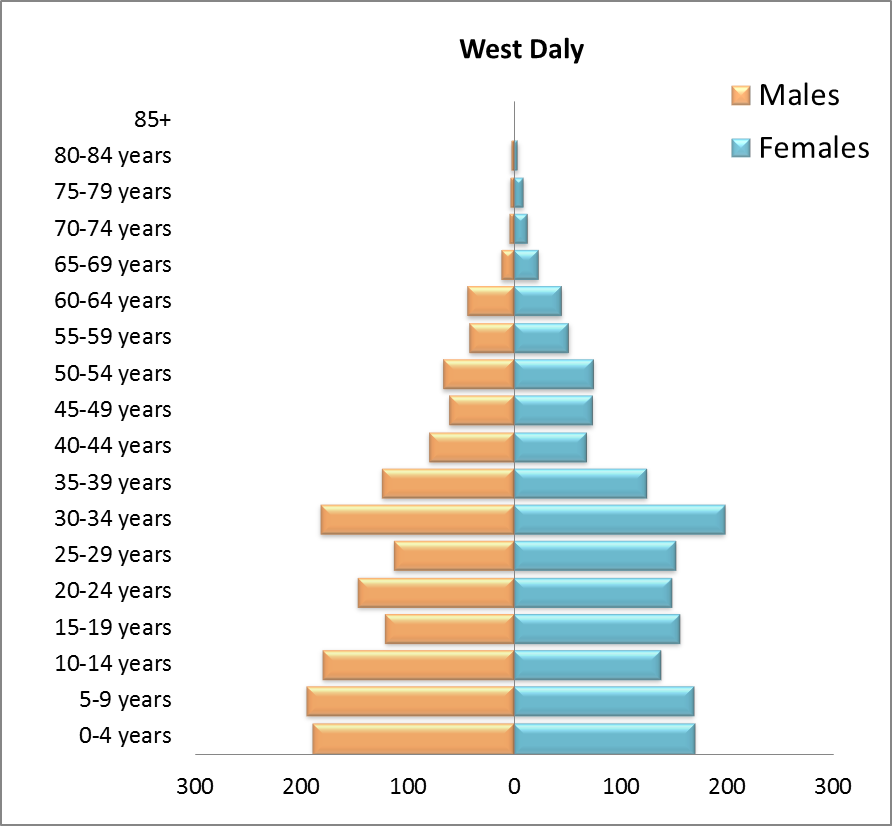 West Daly
Males
Females
85+
80-84 years
75-79 years
70-74 years
65-69 years
60-64 years
55-59 years
50-54 years
45-49 years
40-44 years
35-39 years
30-34 years
25-29 years
20-24 years
15-19 years
10-14 years
5-9 years
0-4 years
300 200 100 0 100 200 300